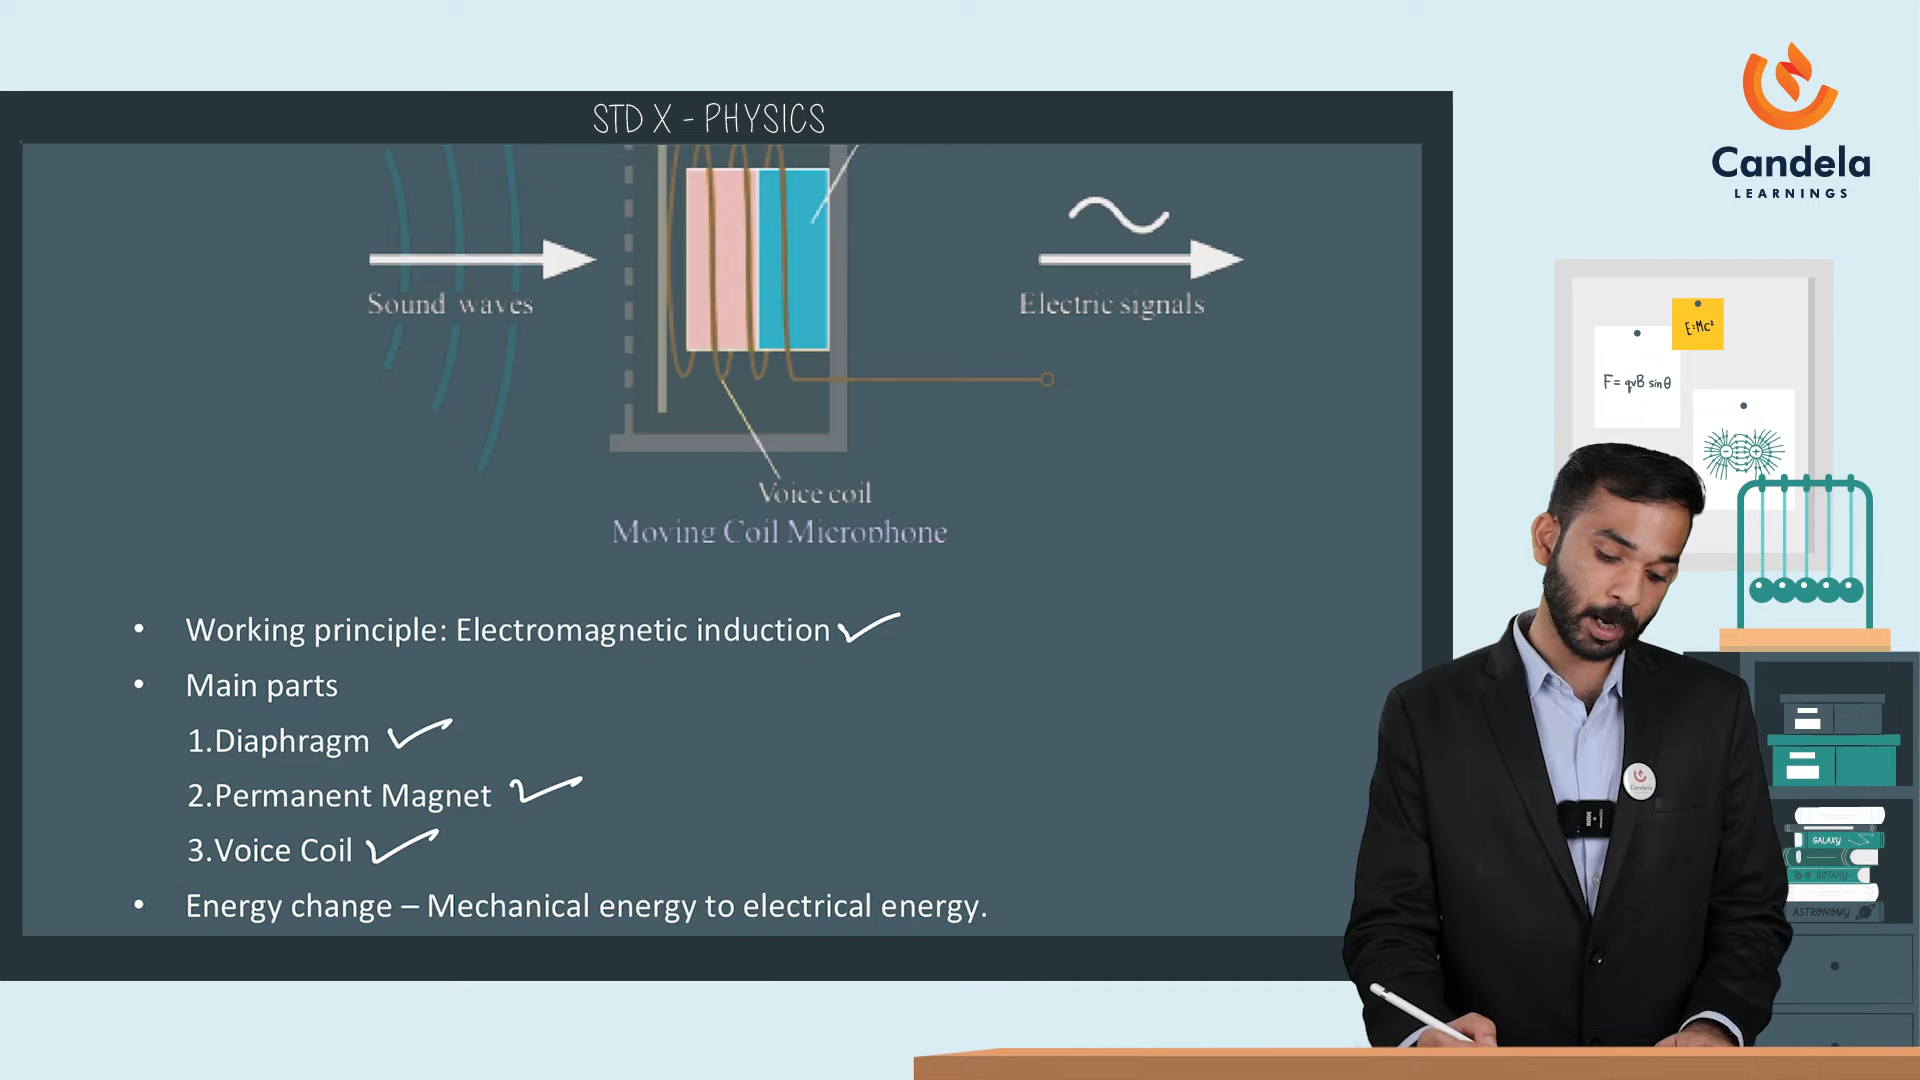 STD X - PHYSICS
Candela
LEARNINGS
Sound waves
Electric signals
E=Mc²
F= qvB sinθ
Voice coil
Moving Coil Microphone
• Working principle: Electromagnetic induction
• Main parts
1.Diaphragm
2.Permanent Magnet
3.Voice Coil
• Energy change – Mechanical energy to electrical energy.
Candela
GALAXY
BOTANY
ASTRONOMY